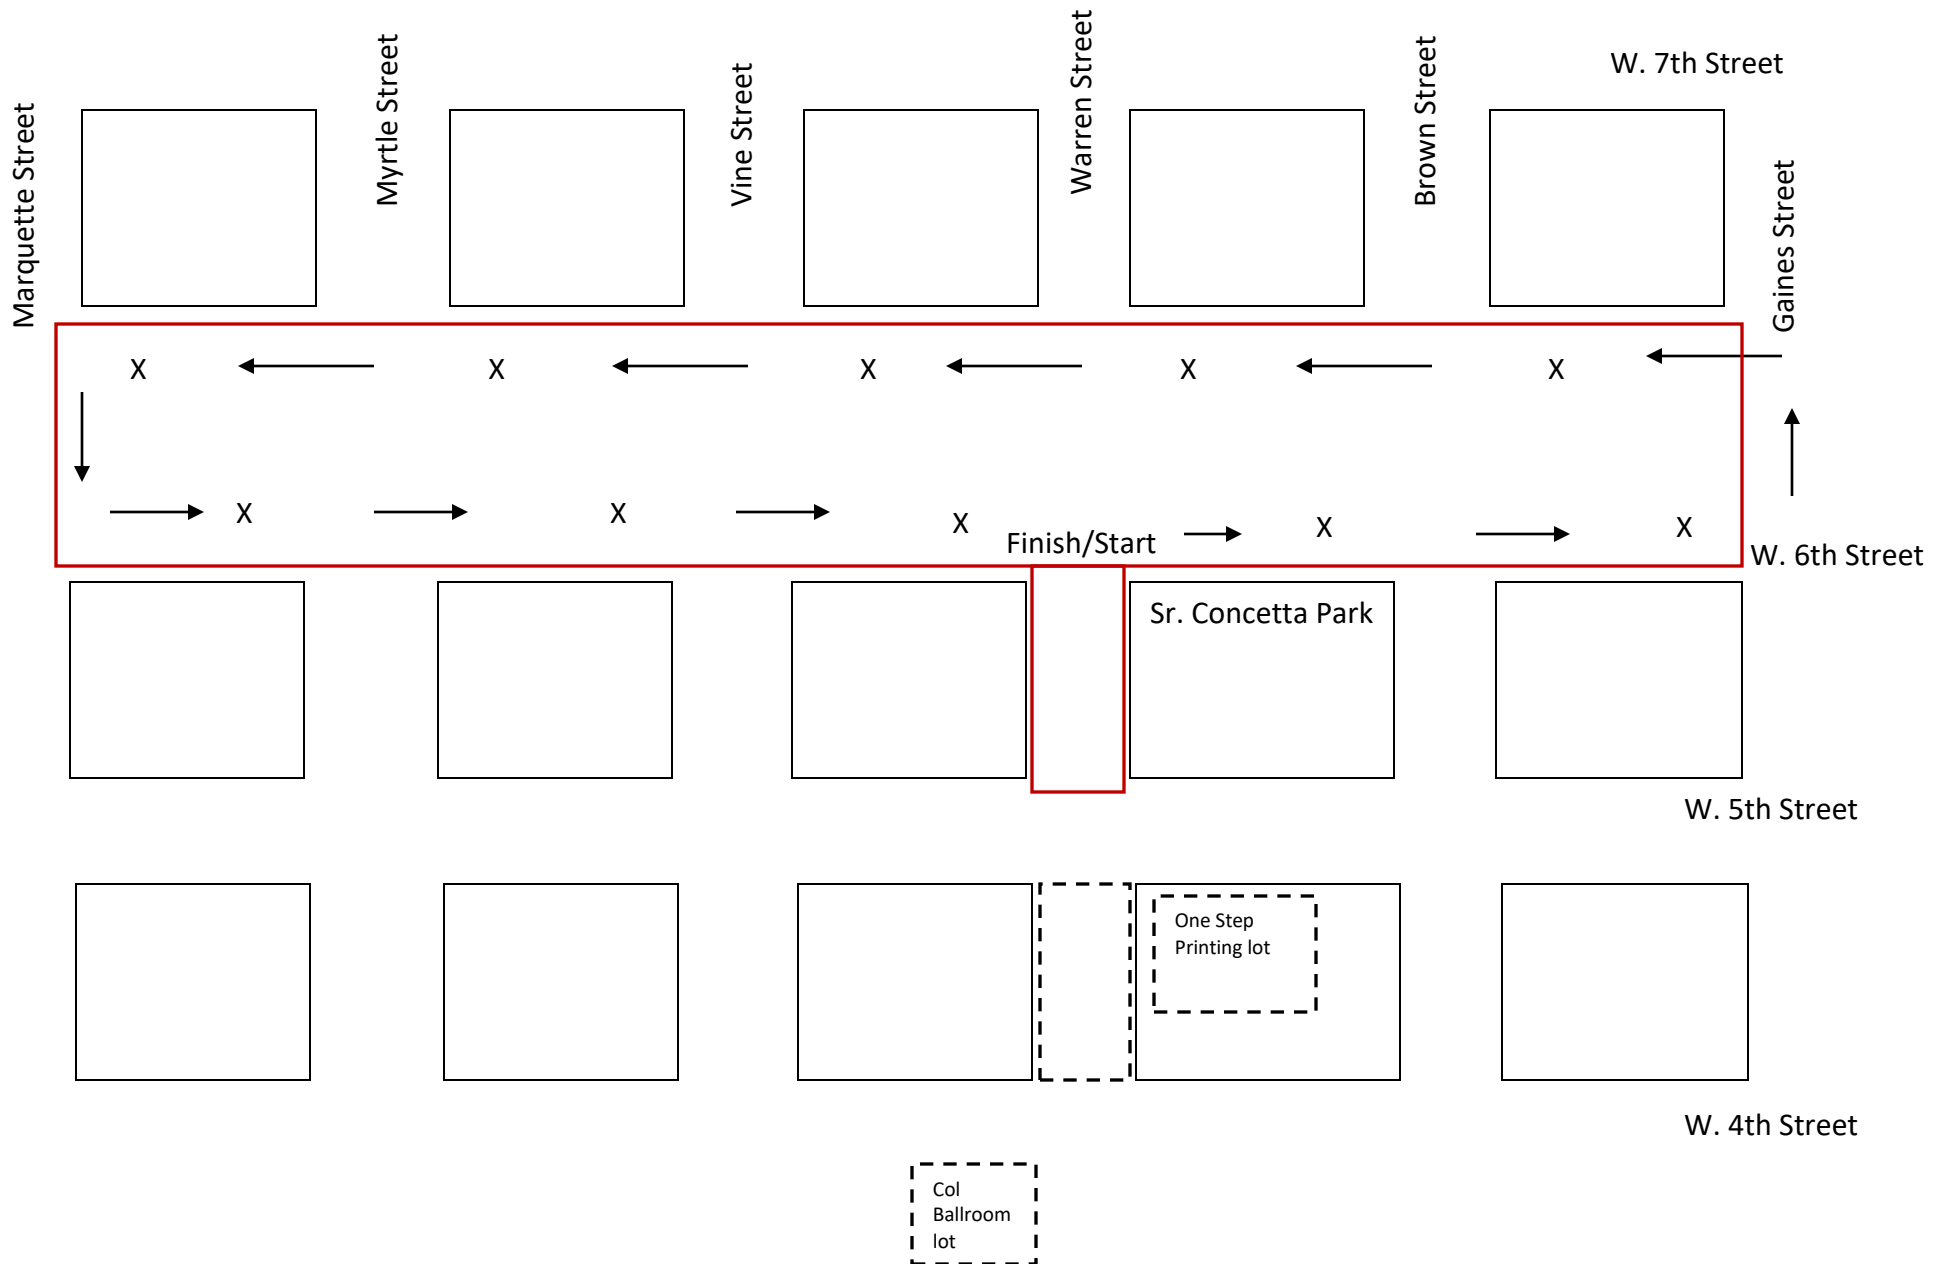 W. 7th Street
Marquette Street
Myrtle Street
Vine Street
Warren Street
Brown Street
Gaines Street
X X X X X
X X X X X
Finish/Start
W. 6th Street
Sr. Concetta Park
W. 5th Street
One Step
Printing lot
W. 4th Street
Col
Ballroom
lot